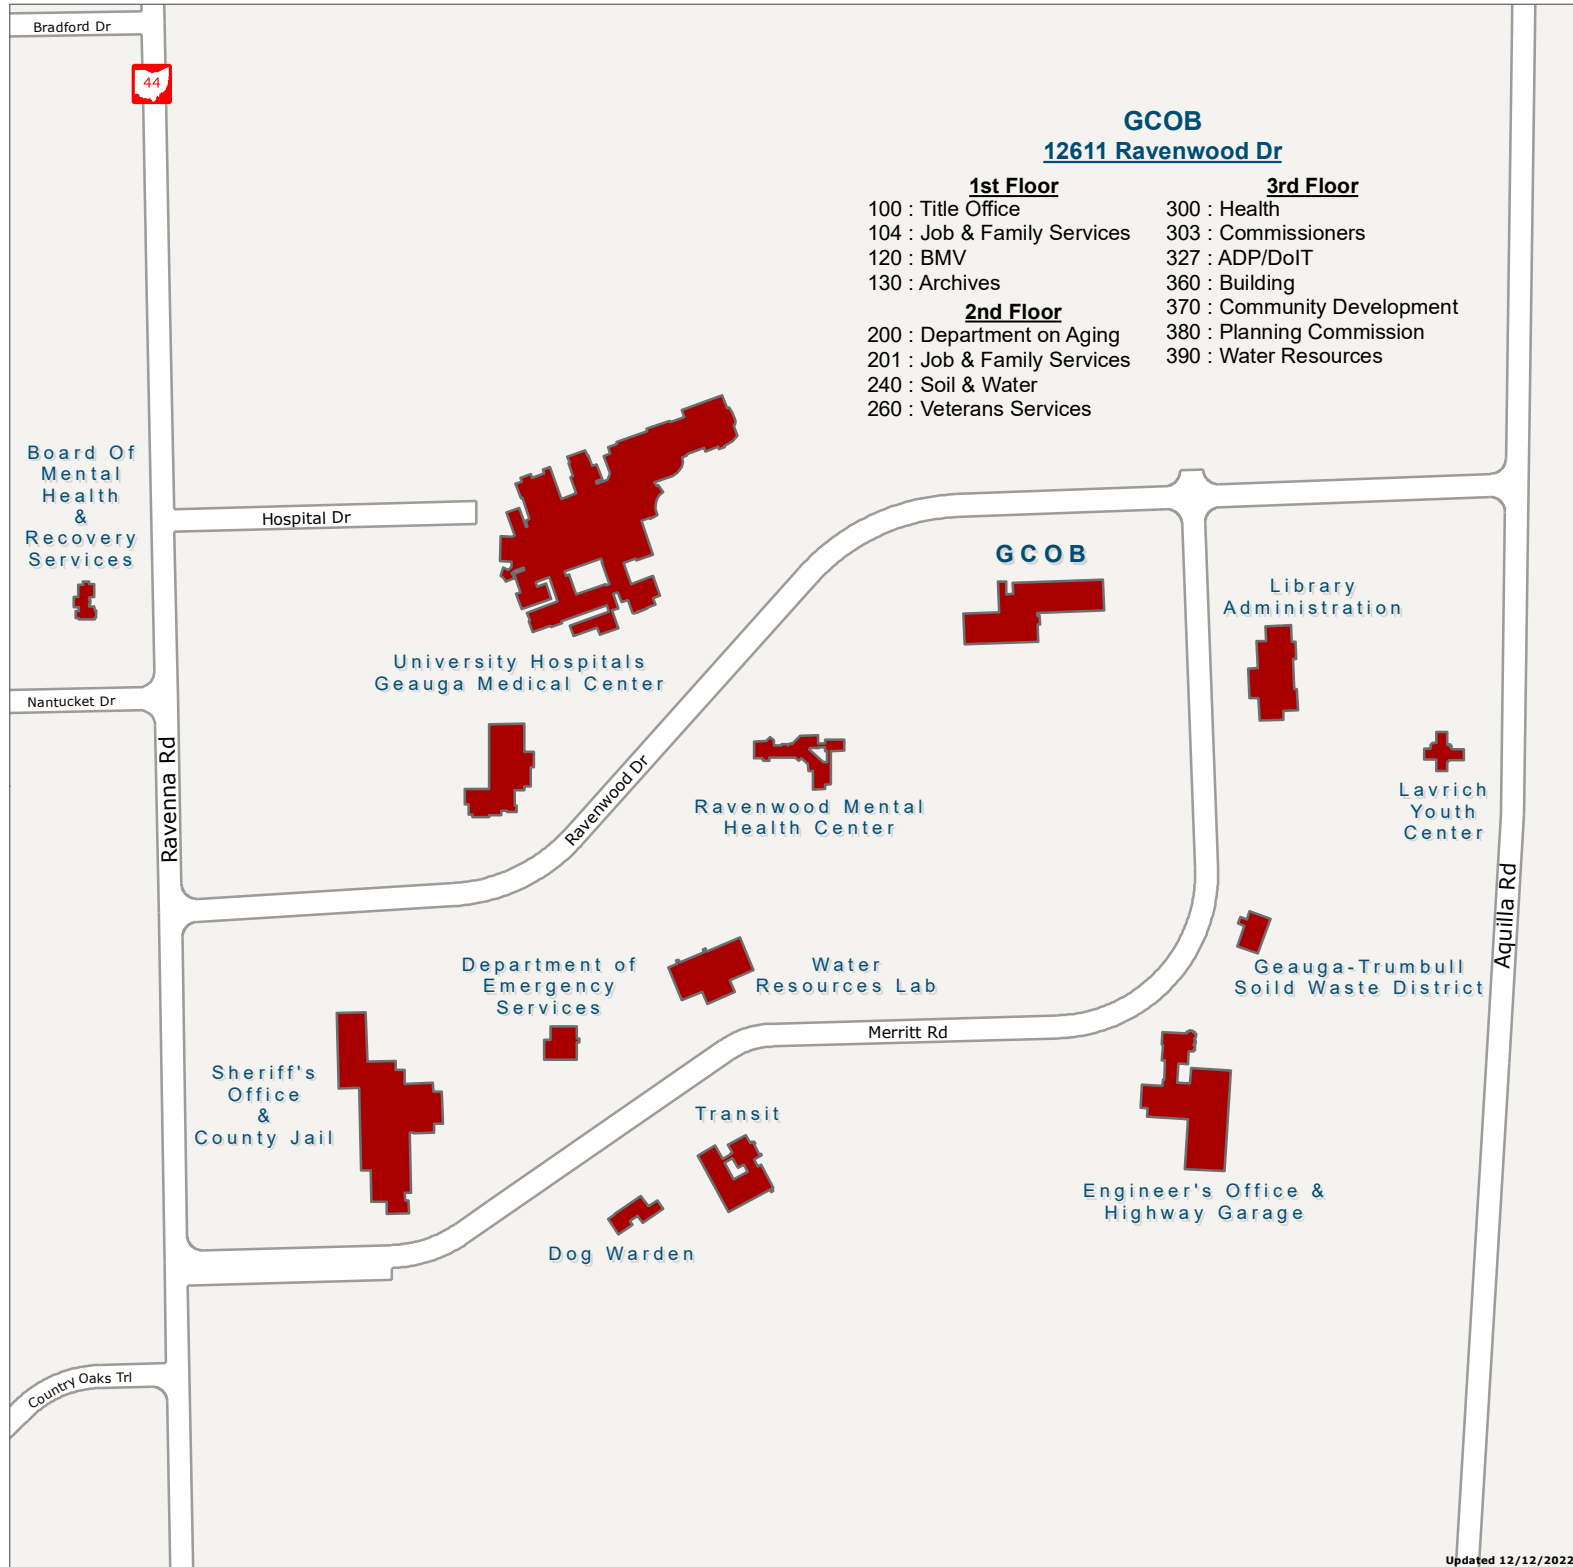 Bradford Dr
44
GCOB
12611 Ravenwood Dr
1st Floor
100 : Title Office
104 : Job & Family Services
120 : BMV
130 : Archives
2nd Floor
200 : Department on Aging
201 : Job & Family Services
240 : Soil & Water
260 : Veterans Services
3rd Floor
300 : Health
303 : Commissioners
327 : ADP/DoIT
360 : Building
370 : Community Development
380 : Planning Commission
390 : Water Resources
Board Of
Mental
Health
&
Recovery
Services
Hospital Dr
GCOB
Library
Administration
University Hospitals
Geauga Medical Center
Nantucket Dr
Ravenna Rd
Ravenwood Dr
Ravenwood Mental
Health Center
Lavrich
Youth
Center
Aquilla Rd
Department of
Emergency
Services
Water
Resources Lab
Geauga-Trumbull
Soild Waste District
Merritt Rd
Sheriff's
Office
&
County Jail
Transit
Engineer's Office &
Highway Garage
Dog Warden
Country Oaks Trl
Updated 12/12/2022